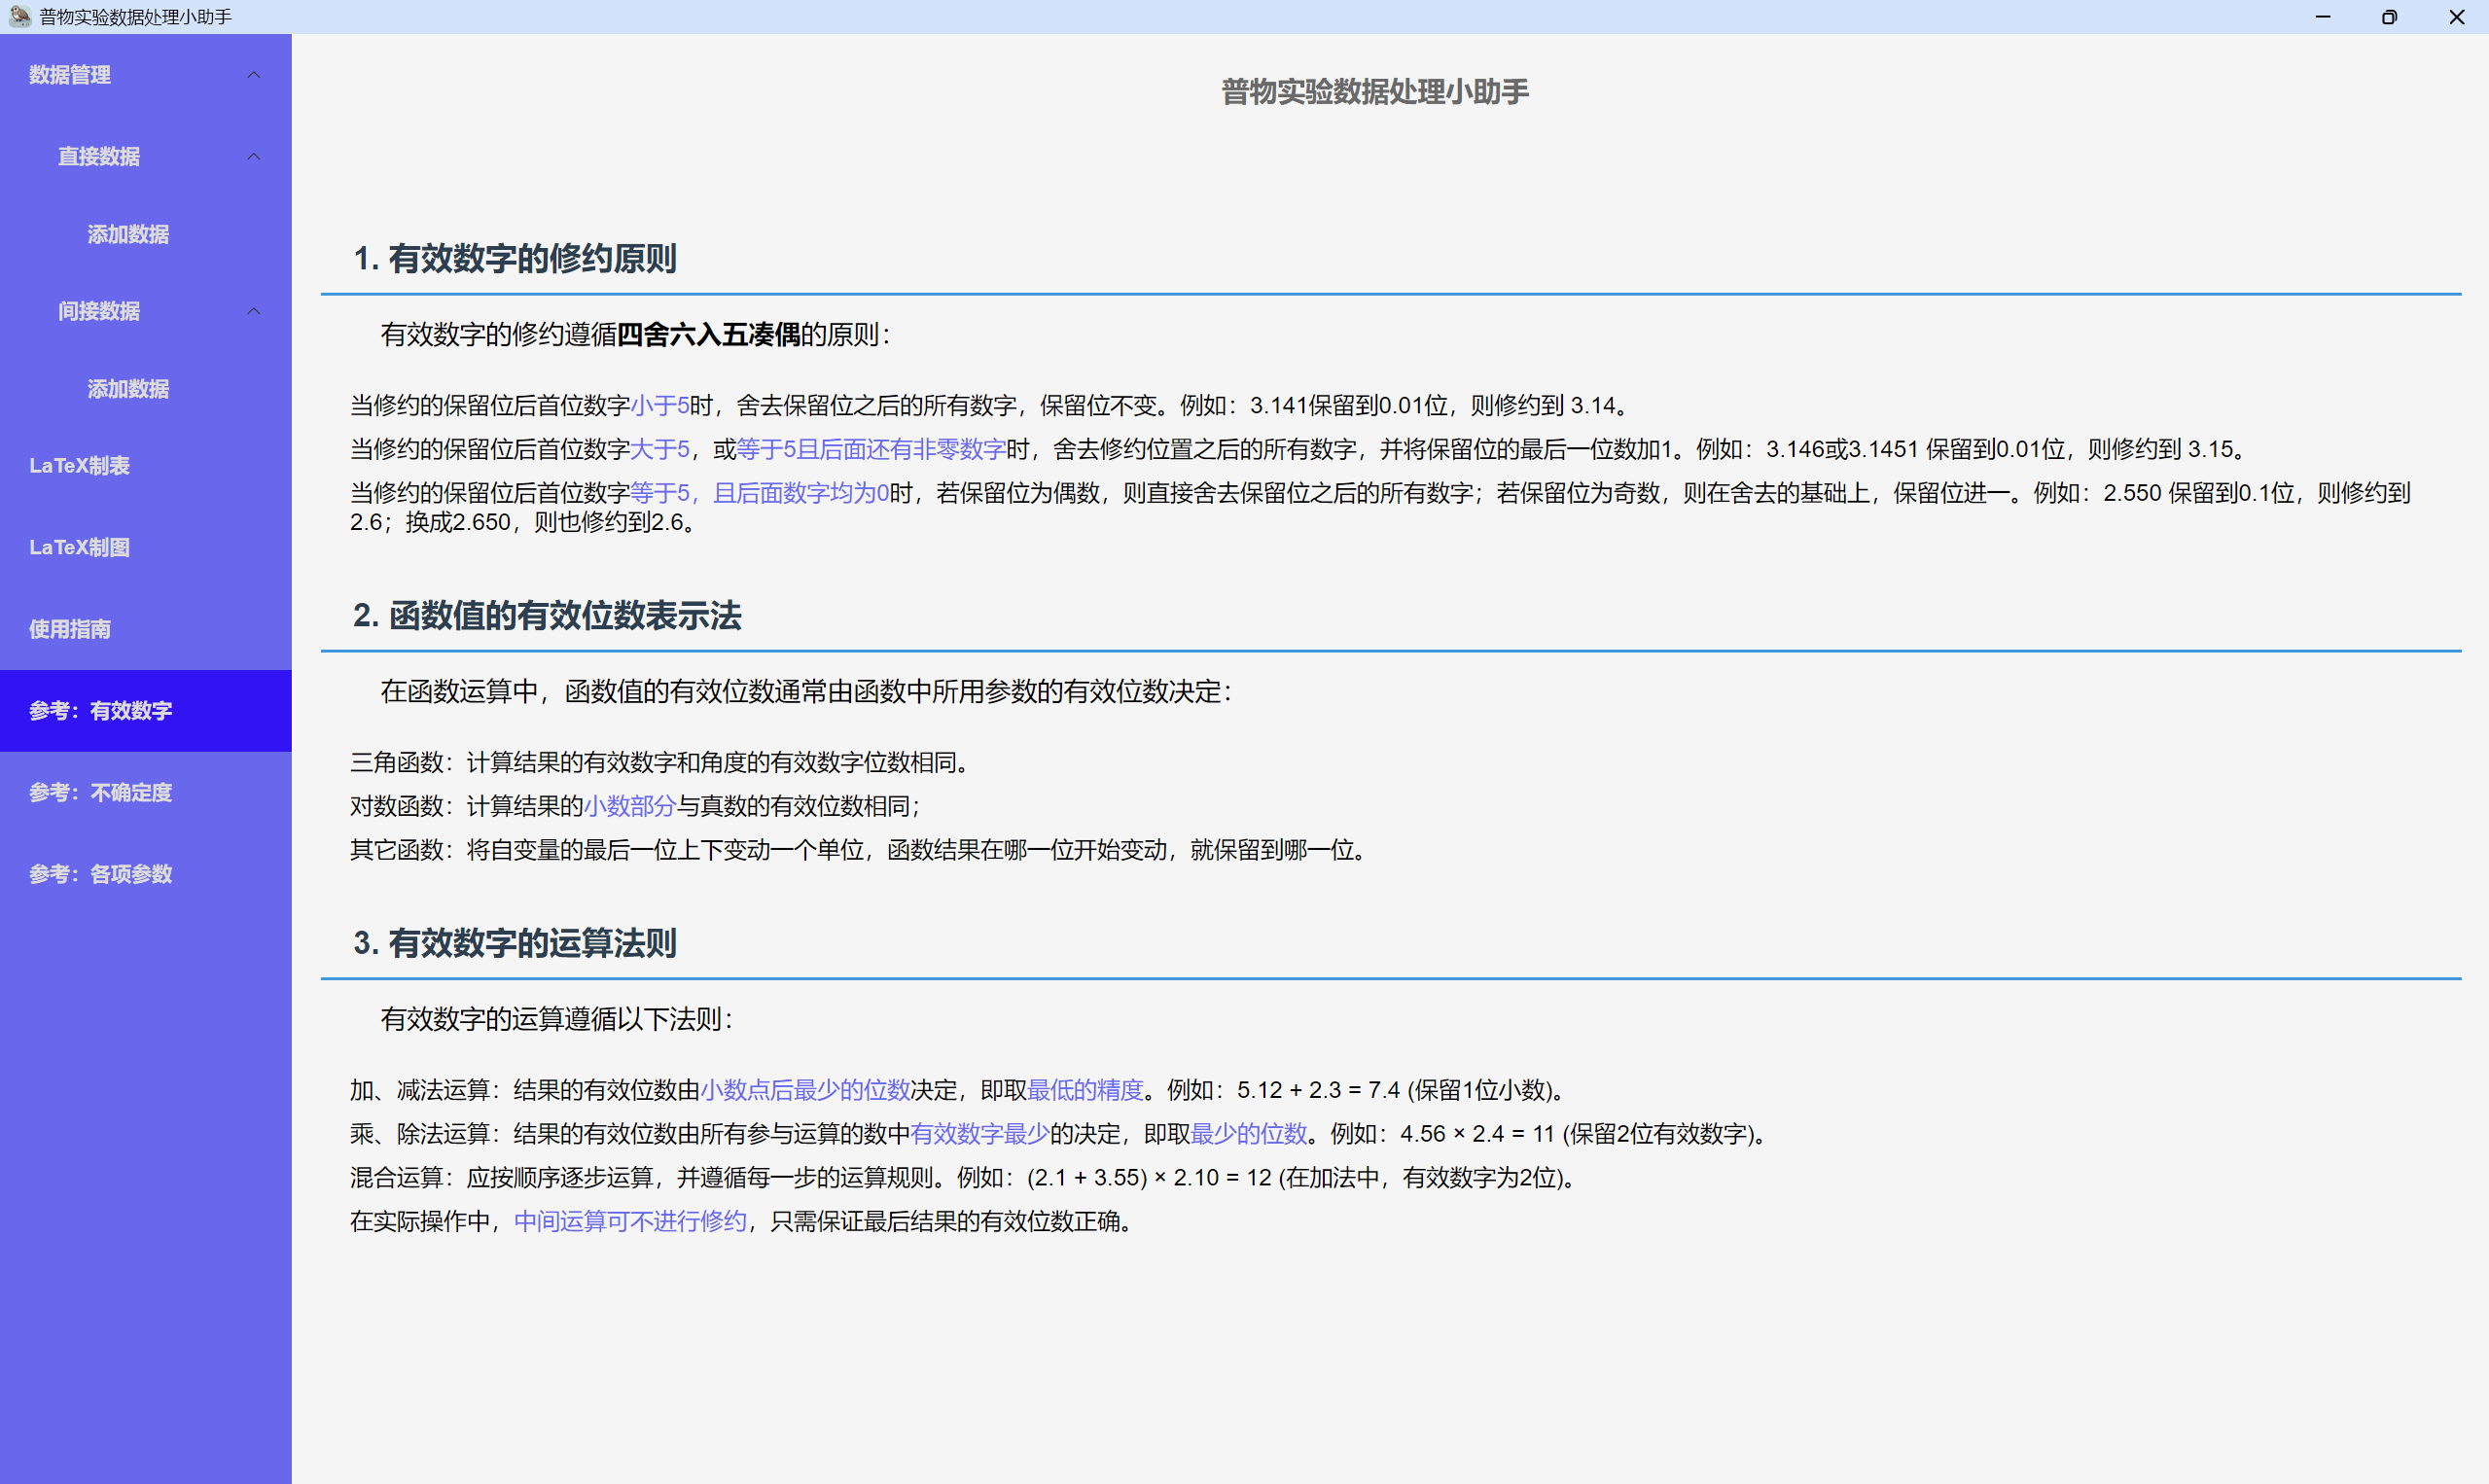 普物实验数据处理小助手
数据管理
直接数据
添加数据
间接数据
添加数据
LaTeX制表
LaTeX制图
使用指南
参考：有效数字
参考：不确定度
参考：各项参数
普物实验数据处理小助手
1. 有效数字的修约原则
有效数字的修约遵循四舍六入五凑偶的原则：
当修约的保留位后首位数字小于5时，舍去保留位之后的所有数字，保留位不变。例如：3.141保留到0.01位，则修约到 3.14。
当修约的保留位后首位数字大于5，或等于5且后面还有非零数字时，舍去修约位置之后的所有数字，并将保留位的最后一位数加1。例如：3.146或3.1451 保留到0.01位，则修约到 3.15。
当修约的保留位后首位数字等于5，且后面数字均为0时，若保留位为偶数，则直接舍去保留位之后的所有数字；若保留位为奇数，则在舍去的基础上，保留位进一。例如：2.550 保留到0.1位，则修约到
2.6；换成2.650，则也修约到2.6。
2. 函数值的有效位数表示法
在函数运算中，函数值的有效位数通常由函数中所用参数的有效位数决定：
三角函数：计算结果的有效数字和角度的有效数字位数相同。
对数函数：计算结果的小数部分与真数的有效位数相同；
其它函数：将自变量的最后一位上下变动一个单位，函数结果在哪一位开始变动，就保留到哪一位。
3. 有效数字的运算法则
有效数字的运算遵循以下法则：
加、减法运算：结果的有效位数由小数点后最少的位数决定，即取最低的精度。例如：5.12 + 2.3 = 7.4 (保留1位小数)。
乘、除法运算：结果的有效位数由所有参与运算的数中有效数字最少的决定，即取最少的位数。例如：4.56 × 2.4 = 11 (保留2位有效数字)。
混合运算：应按顺序逐步运算，并遵循每一步的运算规则。例如：(2.1 + 3.55) × 2.10 = 12 (在加法中，有效数字为2位)。
在实际操作中，中间运算可不进行修约，只需保证最后结果的有效位数正确。